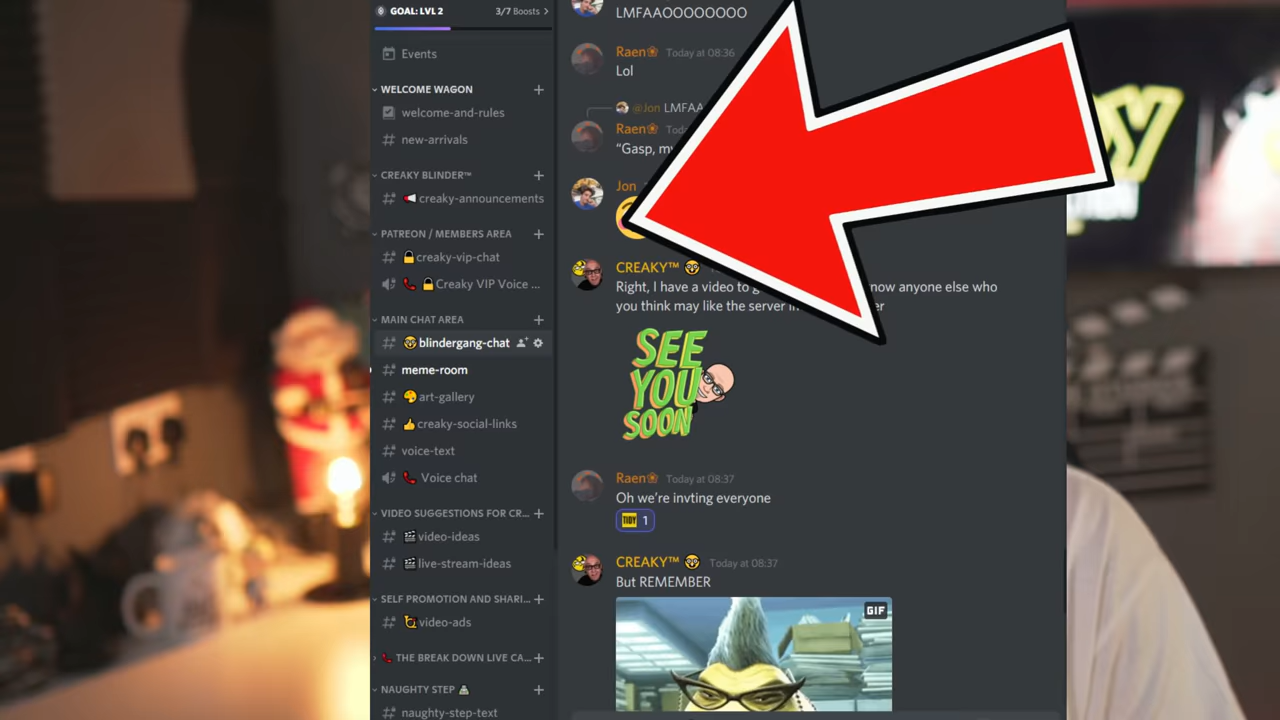 GOAL: LVL 2
3/7 Boosts
Events
WELCOME WAGON
welcome-and-rules
new-arrivals
CREAKY BLINDER™
creaky-announcements
PATREON / MEMBERS AREA
creaky-vip-chat
Creaky VIP Voice ...
MAIN CHAT AREA
blindergang-chat
meme-room
art-gallery
creaky-social-links
voice-text
Voice chat
VIDEO SUGGESTIONS FOR CR...
video-ideas
live-stream-ideas
SELF PROMOTION AND SHARI...
video-ads
THE BREAK DOWN LIVE CA...
NAUGHTY STEP
naughty-step-text
LMFAAOOOOOOOO
Raen Today at 08:36
Lol
@Jon LMFAA
Raen
“Gasp, my
Jon
CREAKY™
Right, I have a video to now anyone else who
you think may like the server
SEE
YOU
SOON
Raen Today at 08:37
Oh we’re invting everyone
TIDY 1
CREAKY™ Today at 08:37
But REMEMBER
GIF